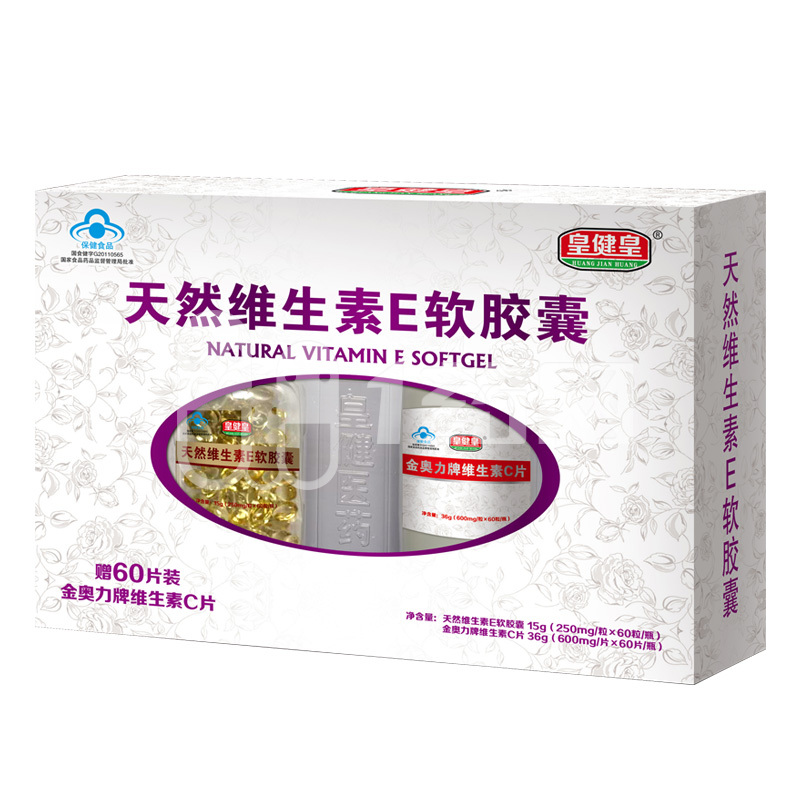 保健食品
国食健字G20110565
国家食品药品监督管理局批准
皇健皇®
HUANG JIAN HUANG
天然维生素E软胶囊
NATURAL VITAMIN E SOFTGEL
皇健皇
天然维生素E软胶囊
皇健医药
皇健皇
金奥力牌维生素C片
净含量：36g（600mg/粒×60粒/瓶）
赠60片装
金奥力牌维生素C片
净含量：天然维生素E软胶囊 15g（250mg/粒×60粒/瓶）
金奥力牌维生素C片 36g（600mg/片×60片/瓶）
天然维生素E软胶囊